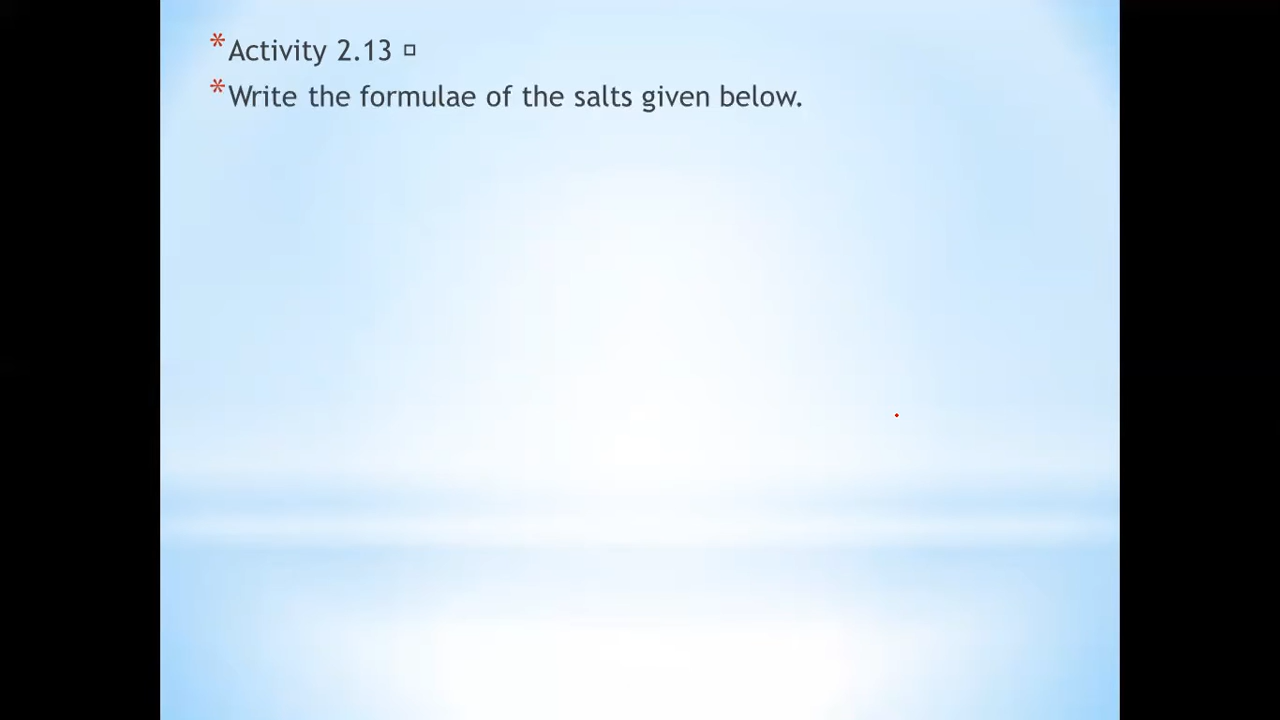 *Activity 2.13 □
*Write the formulae of the salts given below.